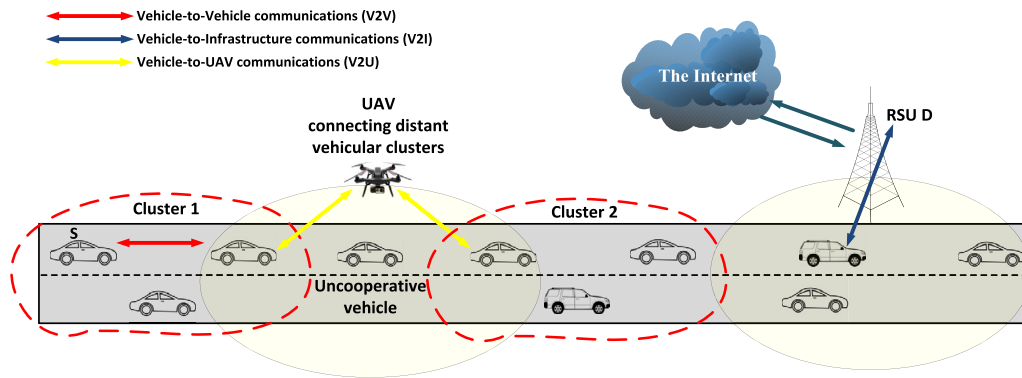 Vehicle-to-Vehicle communications (V2V)
Vehicle-to-Infrastructure communications (V2I)
Vehicle-to-UAV communications (V2U)
The Internet
UAV
connecting distant
vehicular clusters
RSU D
Cluster 1
Cluster 2
S
Uncooperative
vehicle